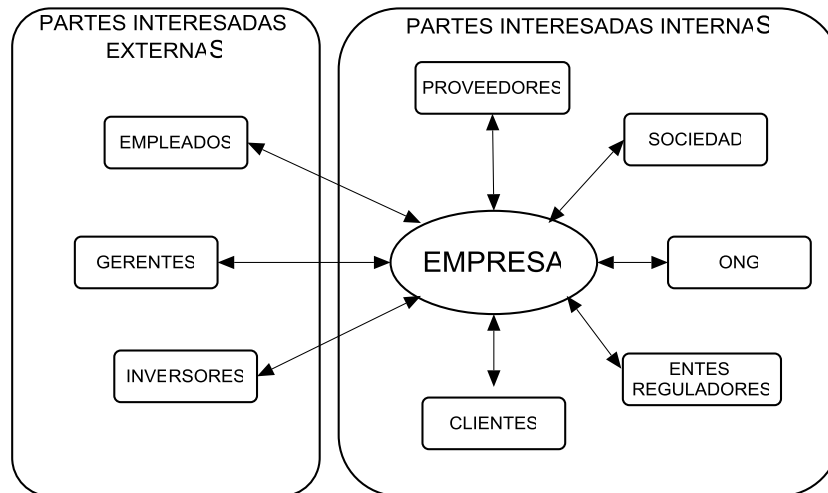 PARTES INTERESADAS
EXTERNAS
PARTES INTERESADAS INTERNAS
PROVEEDORES
EMPLEADOS
SOCIEDAD
GERENTES
EMPRESA
ONG
INVERSORES
ENTES
REGULADORES
CLIENTES